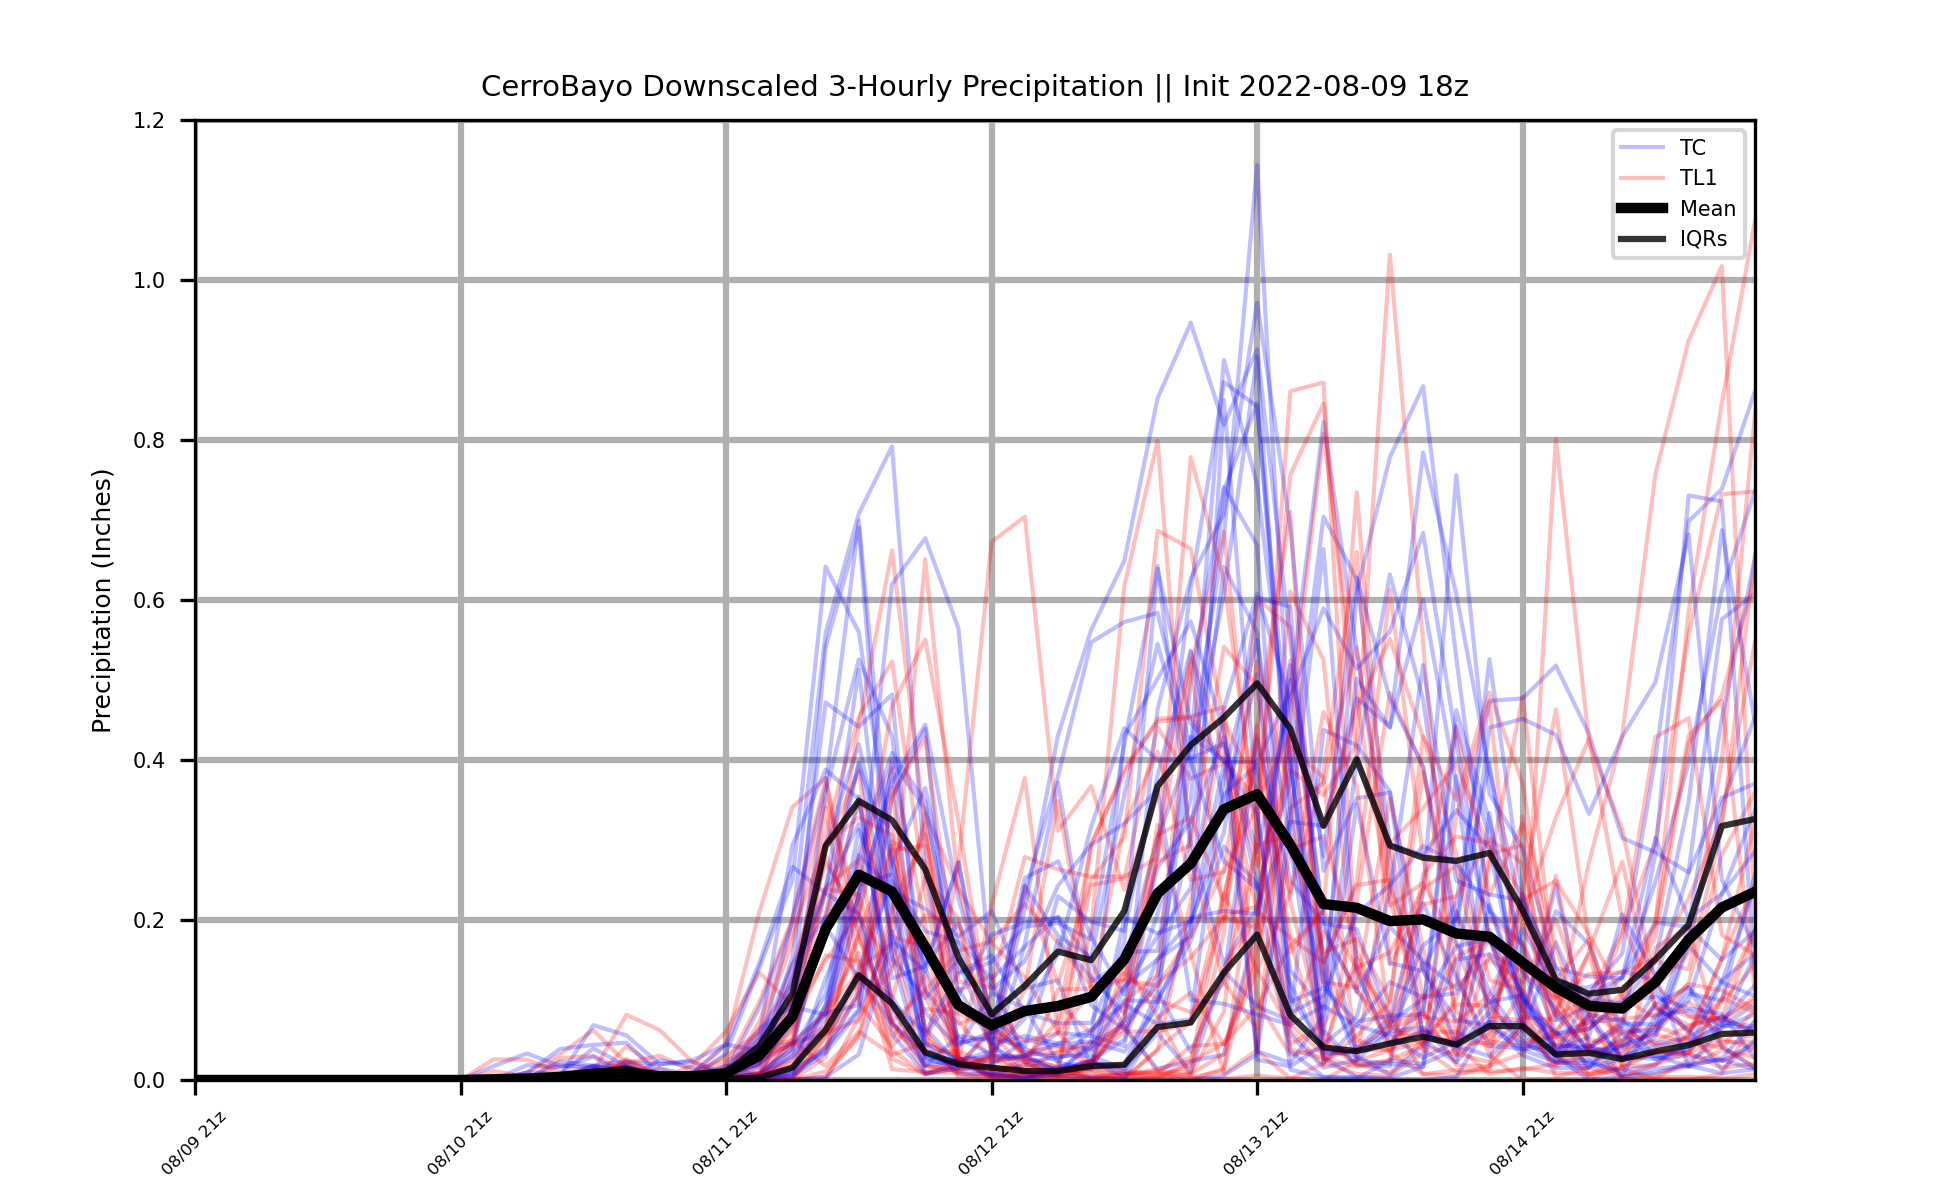 CerroBayo Downscaled 3-Hourly Precipitation || Init 2022-08-09 18z
Precipitation (Inches)
1.2
1.0
0.8
0.6
0.4
0.2
0.0
TC
TL1
Mean
IQRs
08/09 21z
08/10 21z
08/11 21z
08/12 21z
08/13 21z
08/14 21z